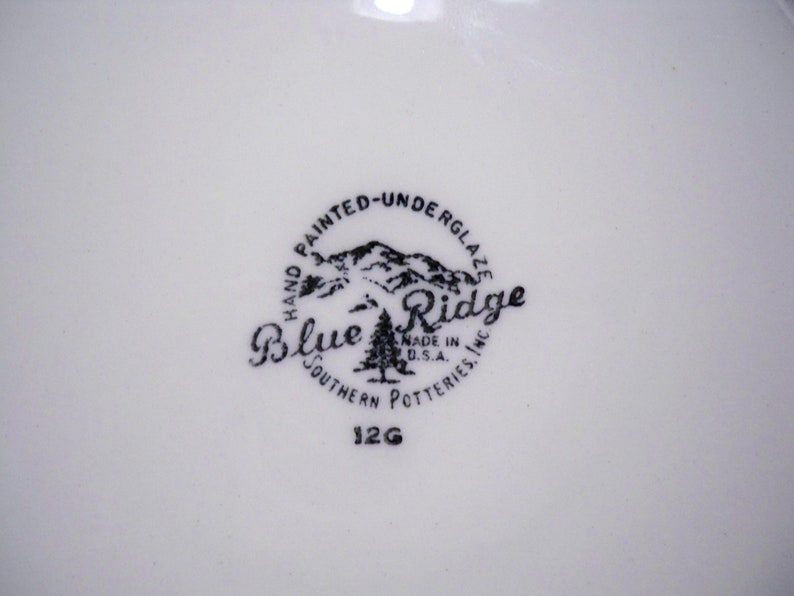 HAND PAINTED-UNDERGLAZE
Blue Ridge
MADE IN
U.S.A.
SOUTHERN POTTERIES, INC
12G